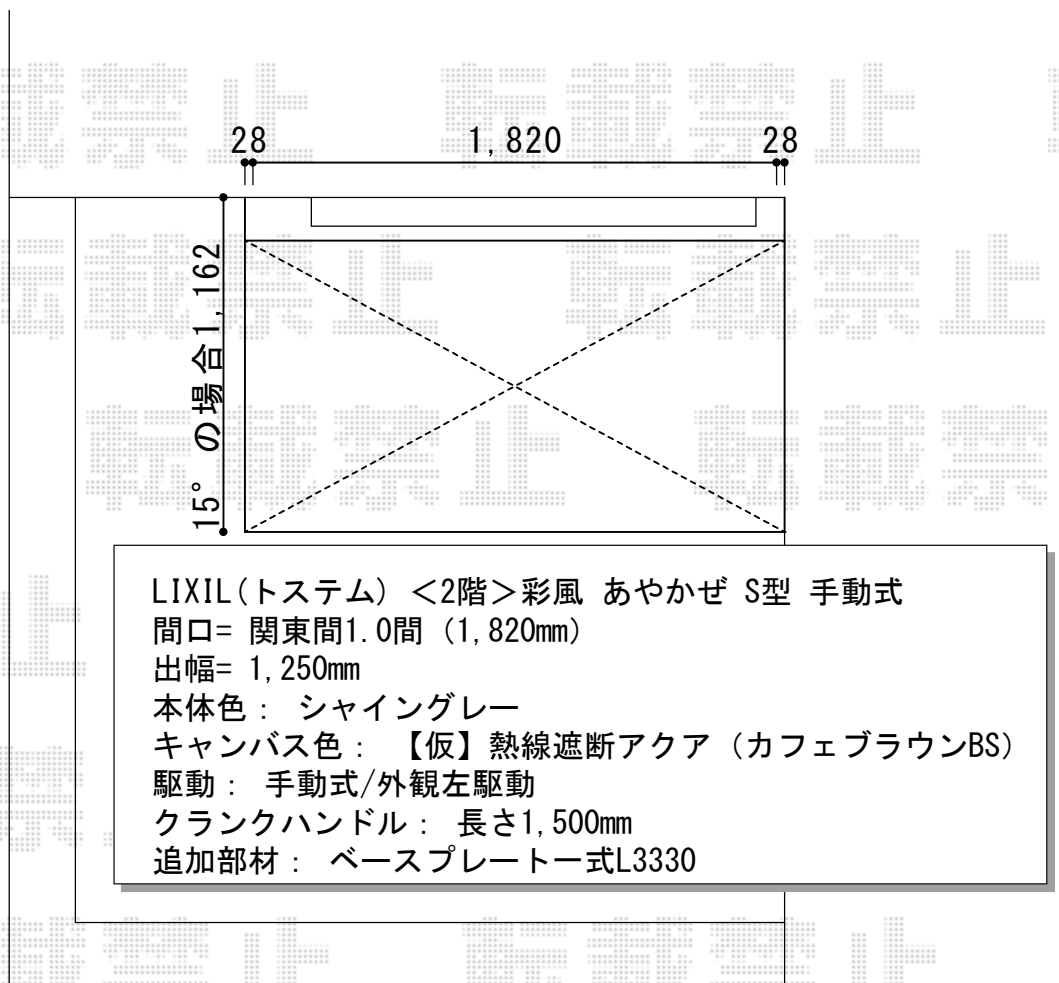 28 1,820 28
15°の場合1,162
LIXIL(トステム) <2階>彩風 あやかぜ S型 手動式
間口= 関東間1.0間 (1,820mm)
出幅= 1,250mm
本体色: シャイングレー
キャンバス色: 【仮】熱線遮断アクア (カフェブラウンBS)
駆動: 手動式/外観左駆動
クランクハンドル: 長さ1,500mm
追加部材: ベースプレート一式L3330
転載禁止